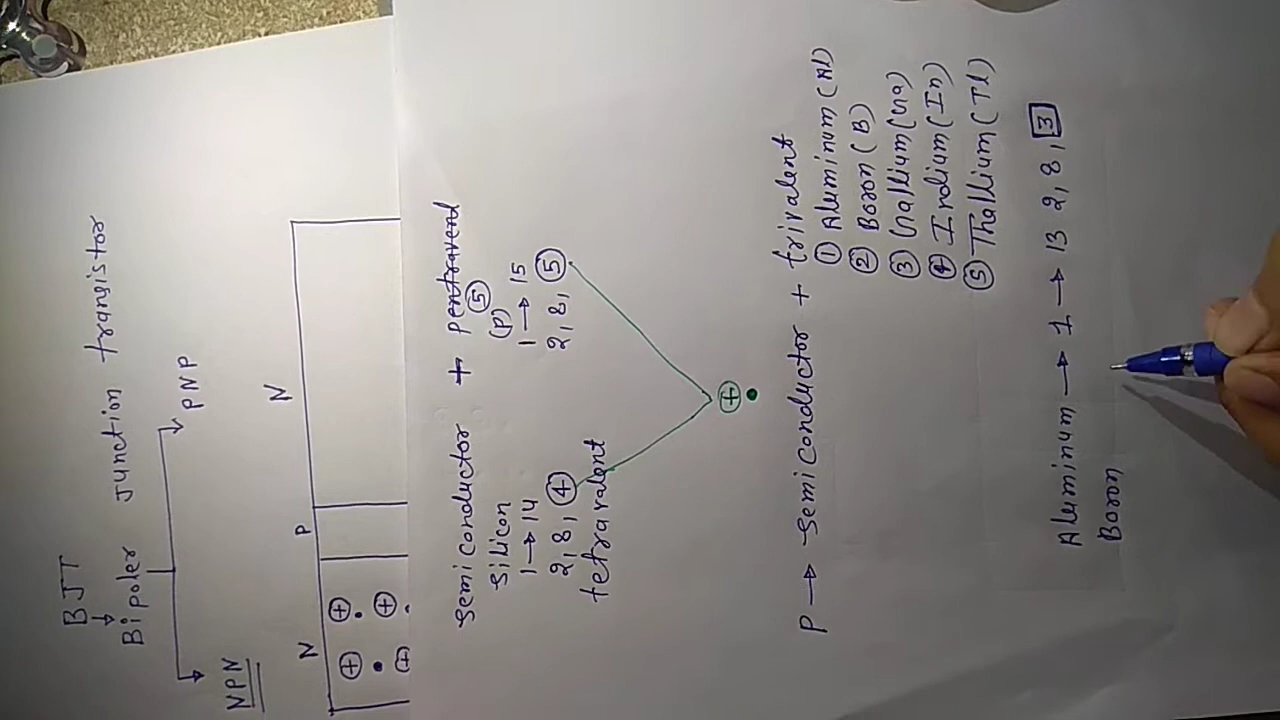 BJT
↓
Bipoler Junction trangistor
NPN PNP
N P N
⊕ ⊕
⊕ ⊕
semiconductor + pentravend
silicon ⑤
(P)
1→14 1→15
2,8,④ 2,8,⑤
tetravalent
⊕
P → semiconductor + trivalent
① Aluminum (Al)
② Boron (B)
③ Gallium (Ga)
④ Indium (In)
⑤ Thallium (Tl)
Aluminum → 1 → 13 2,8,3
Boron